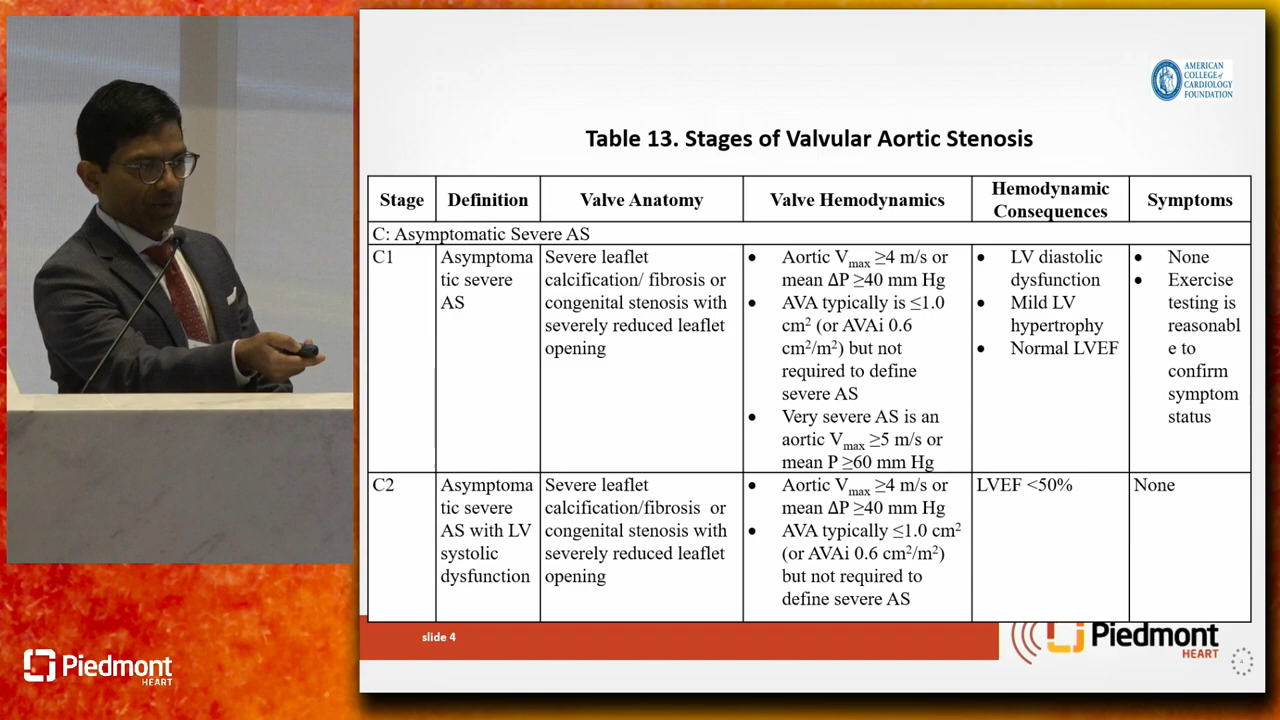 AMERICAN
COLLEGE of
CARDIOLOGY
FOUNDATION
Table 13. Stages of Valvular Aortic Stenosis
Stage
Definition
Valve Anatomy
Valve Hemodynamics
Hemodynamic
Consequences
Symptoms
C: Asymptomatic Severe AS
C1
Asymptoma
tic severe
AS
Severe leaflet
calcification/ fibrosis or
congenital stenosis with
severely reduced leaflet
opening
• Aortic Vmax ≥4 m/s or
mean ΔP ≥40 mm Hg
• AVA typically is ≤1.0
cm² (or AVAi 0.6
cm²/m²) but not
required to define
severe AS
• Very severe AS is an
aortic Vmax ≥5 m/s or
mean P ≥60 mm Hg
• LV diastolic
dysfunction
• Mild LV
hypertrophy
• Normal LVEF
• None
• Exercise
testing is
reasonabl
e to
confirm
symptom
status
C2
Asymptoma
tic severe
AS with LV
systolic
dysfunction
Severe leaflet
calcification/fibrosis or
congenital stenosis with
severely reduced leaflet
opening
• Aortic Vmax ≥4 m/s or
mean ΔP ≥40 mm Hg
• AVA typically ≤1.0 cm²
(or AVAi 0.6 cm²/m²)
but not required to
define severe AS
LVEF <50%
None
slide 4
Piedmont
HEART
4
Piedmont
HEART